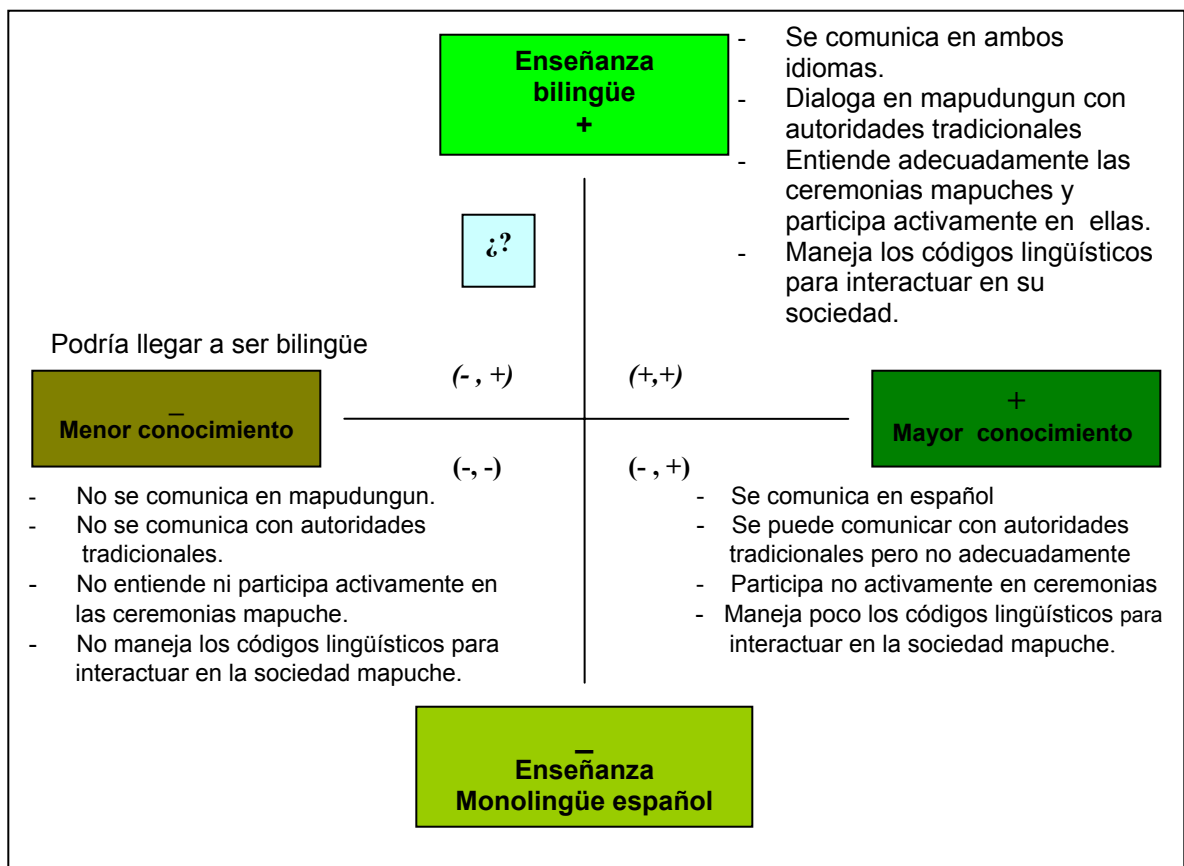 Enseñanza
bilingüe
+
- Se comunica en ambos
idiomas.
- Dialoga en mapudungun con
autoridades tradicionales
- Entiende adecuadamente las
ceremonias mapuches y
participa activamente en ellas.
- Maneja los códigos lingüísticos
para interactuar en su
sociedad.
¿?
Podría llegar a ser bilingüe
(- , +)
(+,+)
–
Menor conocimiento
+
Mayor conocimiento
(-, -)
(- , +)
- No se comunica en mapudungun.
- No se comunica con autoridades
tradicionales.
- No entiende ni participa activamente en
las ceremonias mapuche.
- No maneja los códigos lingüísticos para
interactuar en la sociedad mapuche.
- Se comunica en español
- Se puede comunicar con autoridades
tradicionales pero no adecuadamente
- Participa no activamente en ceremonias
- Maneja poco los códigos lingüísticos para
interactuar en la sociedad mapuche.
–
Enseñanza
Monolingüe español